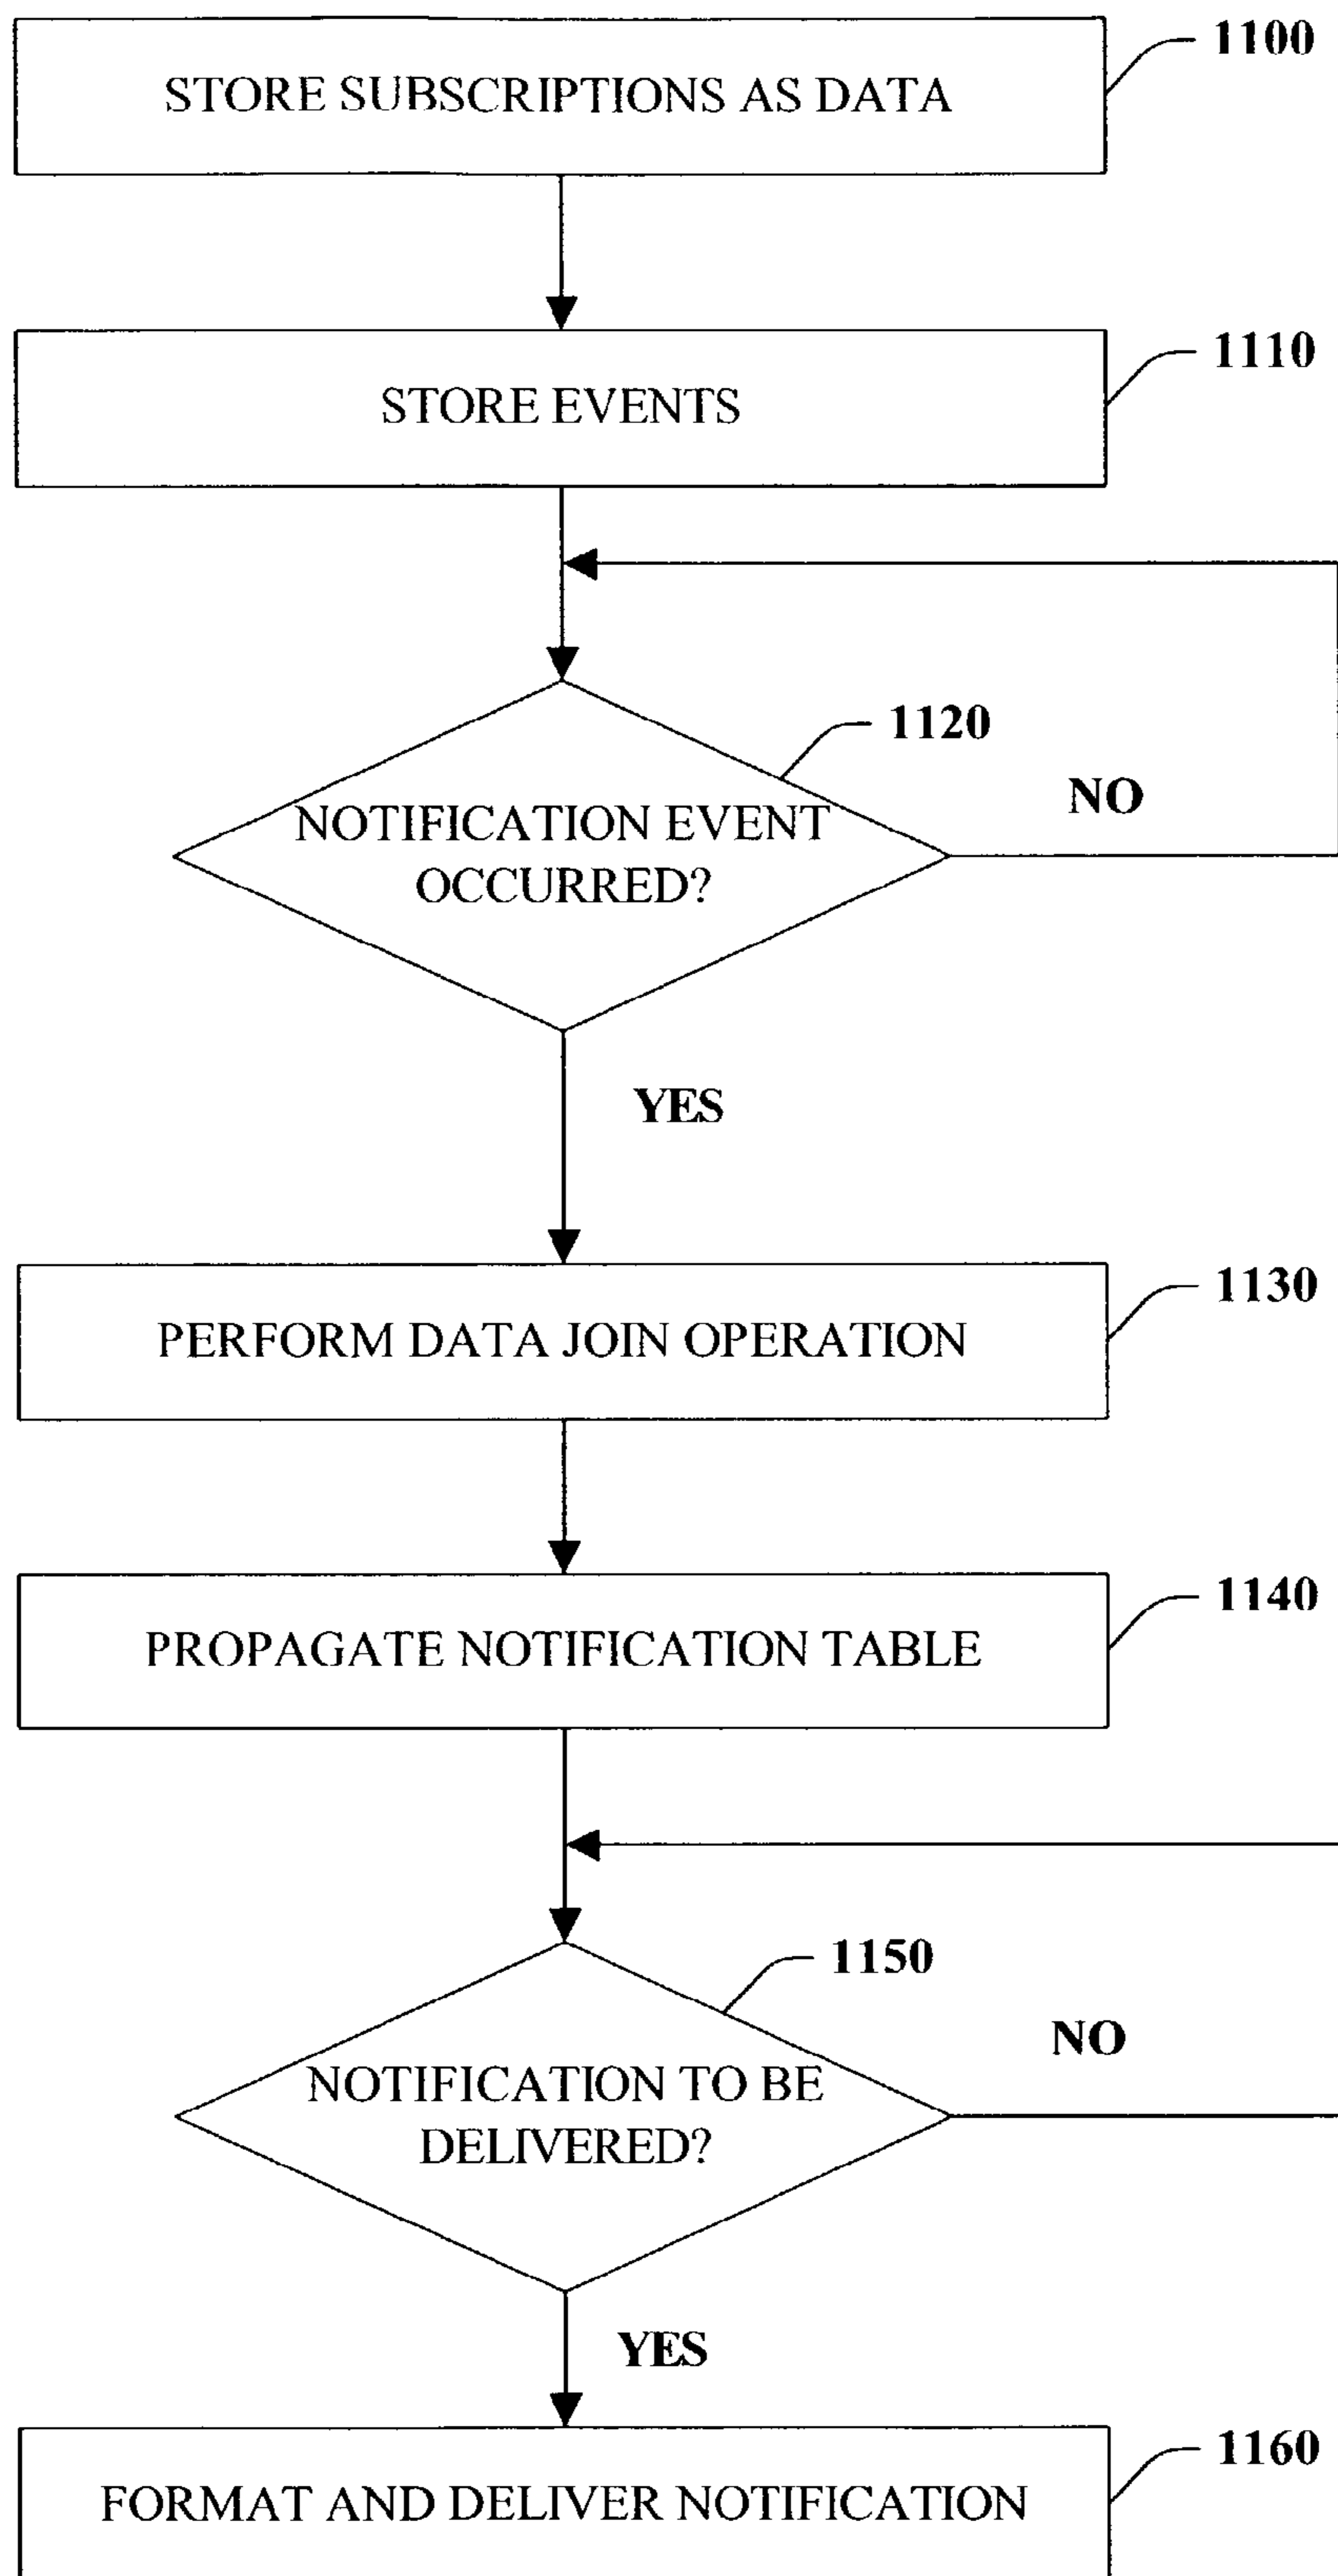 1100
STORE SUBSCRIPTIONS AS DATA
1110
STORE EVENTS
1120
NO
NOTIFICATION EVENT
OCCURRED?
YES
1130
PERFORM DATA JOIN OPERATION
1140
PROPAGATE NOTIFICATION TABLE
1150
NO
NOTIFICATION TO BE
DELIVERED?
YES
1160
FORMAT AND DELIVER NOTIFICATION